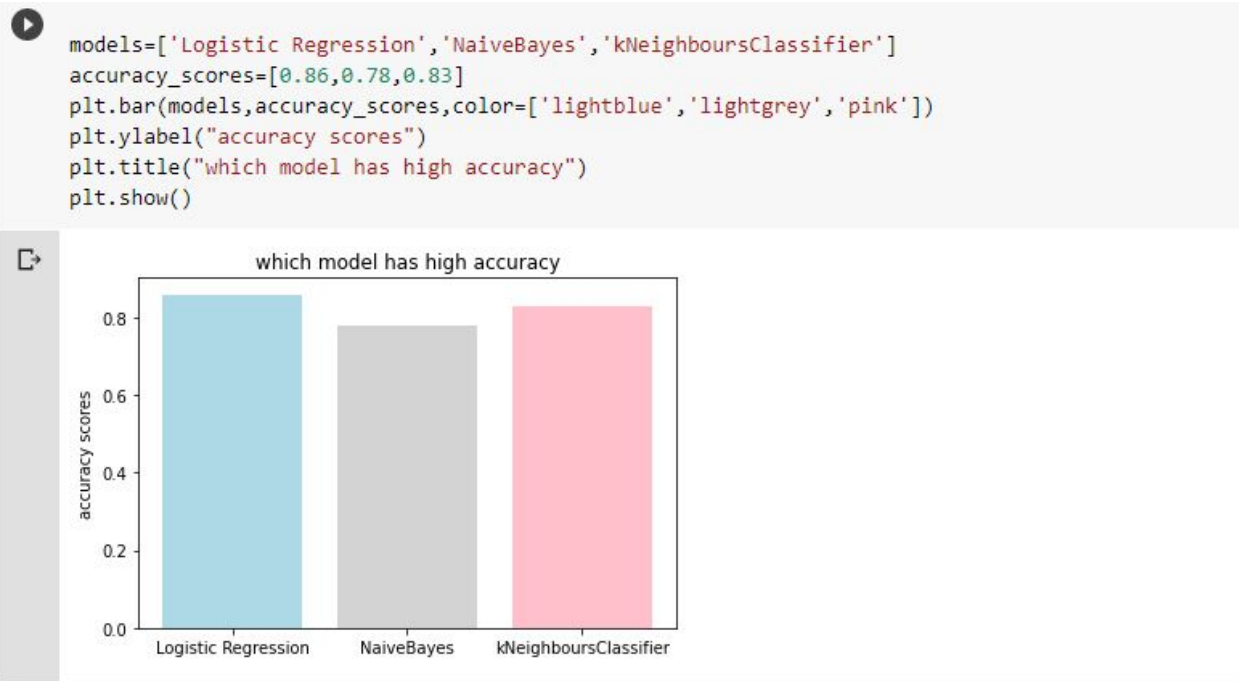 models=['Logistic Regression','NaiveBayes','kNeighboursClassifier']
accuracy_scores=[0.86,0.78,0.83]
plt.bar(models,accuracy_scores,color=['lightblue','lightgrey','pink'])
plt.ylabel("accuracy scores")
plt.title("which model has high accuracy")
plt.show()
which model has high accuracy
0.8
0.6
0.4
0.2
0.0
accuracy scores
Logistic Regression NaiveBayes kNeighboursClassifier